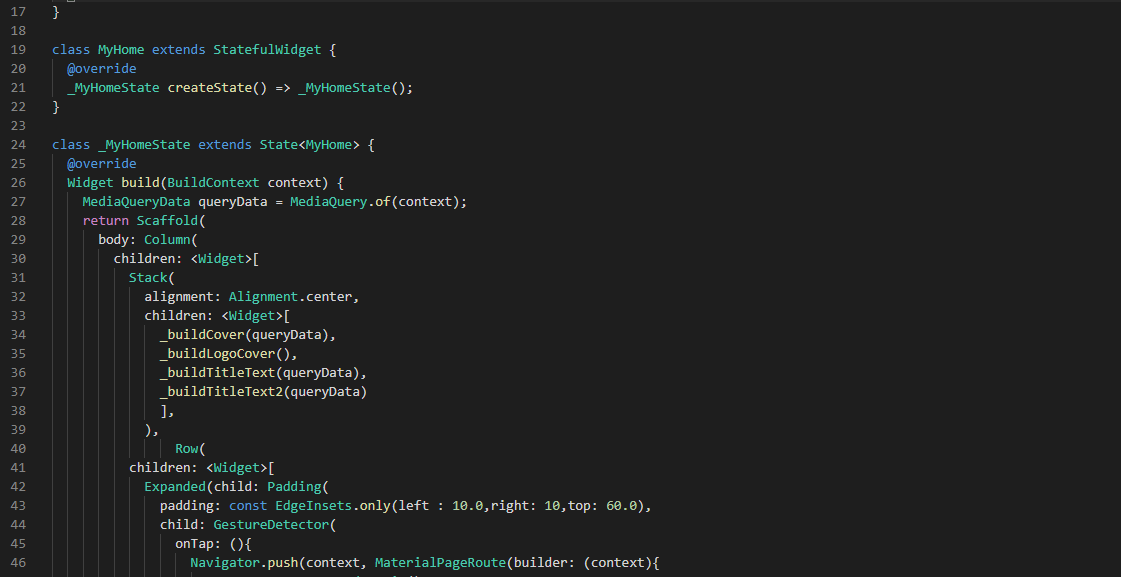 17 }
18
19 class MyHome extends StatefulWidget {
20 @override
21 _MyHomeState createState() => _MyHomeState();
22 }
23
24 class _MyHomeState extends State<MyHome> {
25 @override
26 Widget build(BuildContext context) {
27 MediaQueryData queryData = MediaQuery.of(context);
28 return Scaffold(
29 body: Column(
30 children: <Widget>[
31 Stack(
32 alignment: Alignment.center,
33 children: <Widget>[
34 _buildCover(queryData),
35 _buildLogoCover(),
36 _buildTitleText(queryData),
37 _buildTitleText2(queryData)
38 ],
39 ),
40 Row(
41 children: <Widget>[
42 Expanded(child: Padding(
43 padding: const EdgeInsets.only(left : 10.0,right: 10,top: 60.0),
44 child: GestureDetector(
45 onTap: (){
46 Navigator.push(context, MaterialPageRoute(builder: (context){